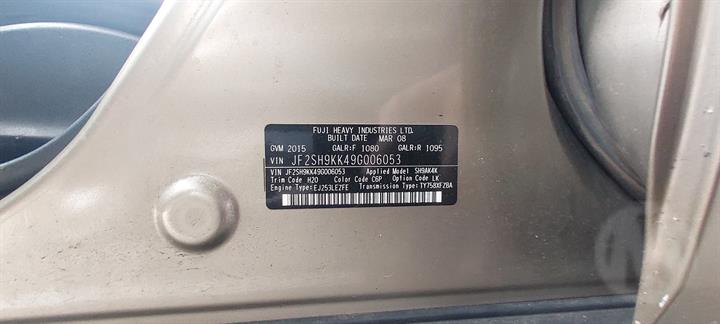 FUJI HEAVY INDUSTRIES LTD.
BUILT DATE MAR 08
GVM 2015 GALR:F 1080 GALR:R 1095
VIN JF2SH9KK49G006053
VIN JF2SH9KK49G006053 Applied Model SH9AK4K
Trim Code H20 Color Code C6P Option Code LK
Engine Type:EJ253LEZFE Transmission Type:TY758XFZBA